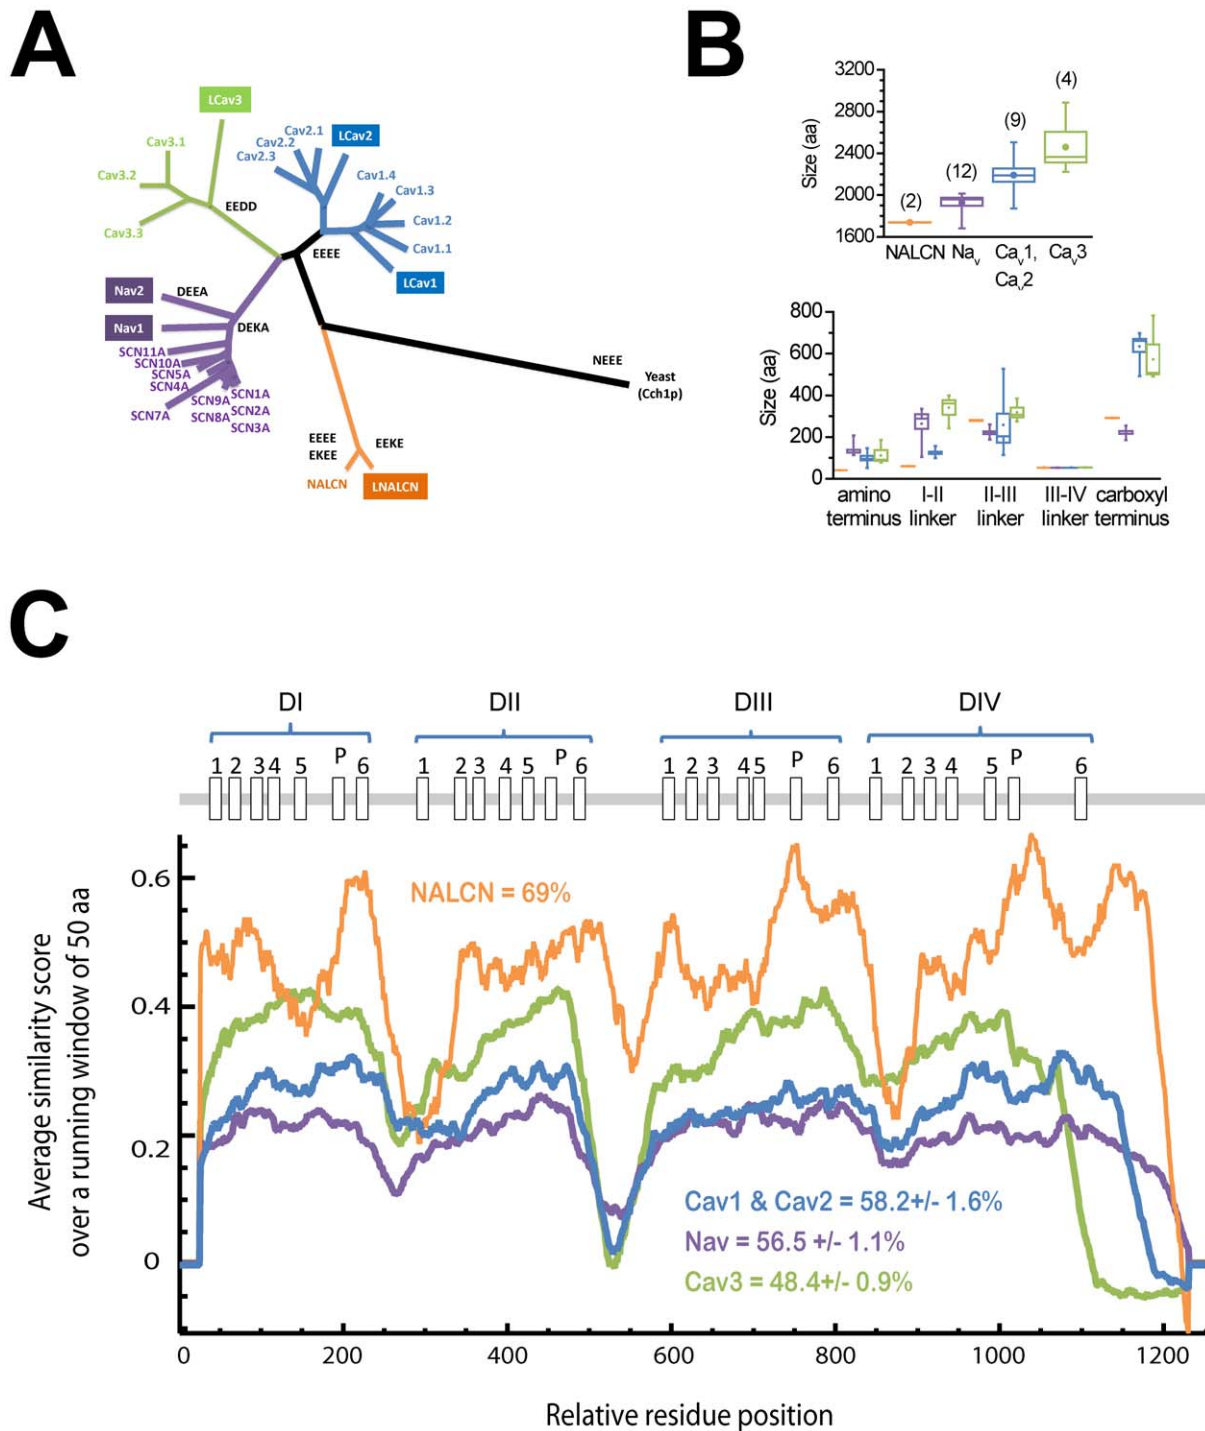 A
LCav3
Cav3.1
Cav3.2
Cav3.3
EEDD
Cav2.1
Cav2.2
Cav2.3
LCav2
Cav1.4
Cav1.3
Cav1.2
Cav1.1
LCav1
EEEE
Nav2
DEEA
Nav1
DEKA
SCN11A
SCN10A
SCN5A
SCN4A
SCN7A
SCN9A
SCN8A
SCN1A
SCN2A
SCN3A
NEEE
Yeast
(Cch1p)
EEEE
EKEE
EEKE
NALCN
LNALCN
B
Size (aa)
3200
2800
2400
2000
1600
(2)
(12)
(9)
(4)
NALCN Nav Cav1, Cav3
Cav2
Size (aa)
800
600
400
200
0
amino I-II II-III III-IV carboxyl
terminus linker linker linker terminus
C
DI DII DIII DIV
1 2 3 4 5 P 6 1 2 3 4 5 P 6 1 2 3 4 5 P 6 1 2 3 4 5 P 6
Average similarity score
over a running window of 50 aa
0.6
0.4
0.2
0
NALCN = 69%
Cav1 & Cav2 = 58.2+/- 1.6%
Nav = 56.5 +/- 1.1%
Cav3 = 48.4+/- 0.9%
0 200 400 600 800 1000 1200
Relative residue position